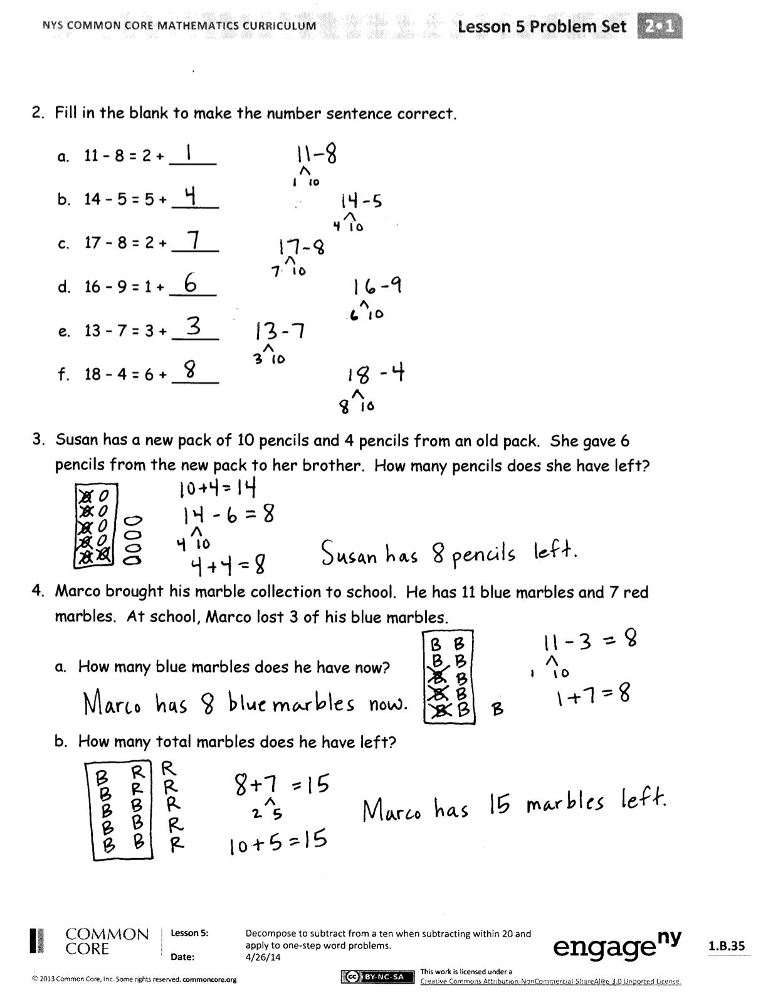 NYS COMMON CORE MATHEMATICS CURRICULUM Lesson 5 Problem Set 2•1
2. Fill in the blank to make the number sentence correct.
a. 11 - 8 = 2 + 1
11-8
1 10
b. 14 - 5 = 5 + 4
14-5
4 10
c. 17 - 8 = 2 + 7
17-8
7 10
d. 16 - 9 = 1 + 6
16-9
6 10
e. 13 - 7 = 3 + 3
13-7
3 10
f. 18 - 4 = 6 + 8
18-4
8 10
3. Susan has a new pack of 10 pencils and 4 pencils from an old pack. She gave 6
pencils from the new pack to her brother. How many pencils does she have left?
10+4=14
14-6=8
4 10
4+4=8
Susan has 8 pencils left.
4. Marco brought his marble collection to school. He has 11 blue marbles and 7 red
marbles. At school, Marco lost 3 of his blue marbles.
a. How many blue marbles does he have now?
Marco has 8 blue marbles now.
B B
B B
B B
B B
B B B
11-3=8
1 10
1+7=8
b. How many total marbles does he have left?
B R R
B R R
B B R
B B R
B B R
8+7=15
2 5
10+5=15
Marco has 15 marbles left.
COMMON
CORE
Lesson 5: Decompose to subtract from a ten when subtracting within 20 and
apply to one-step word problems.
Date: 4/26/14
engageny
1.B.35
© 2013 Common Core, Inc. Some rights reserved. commoncore.org
cc BY-NC-SA
This work is licensed under a
Creative Commons Attribution-NonCommercial-ShareAlike 3.0 Unported License.